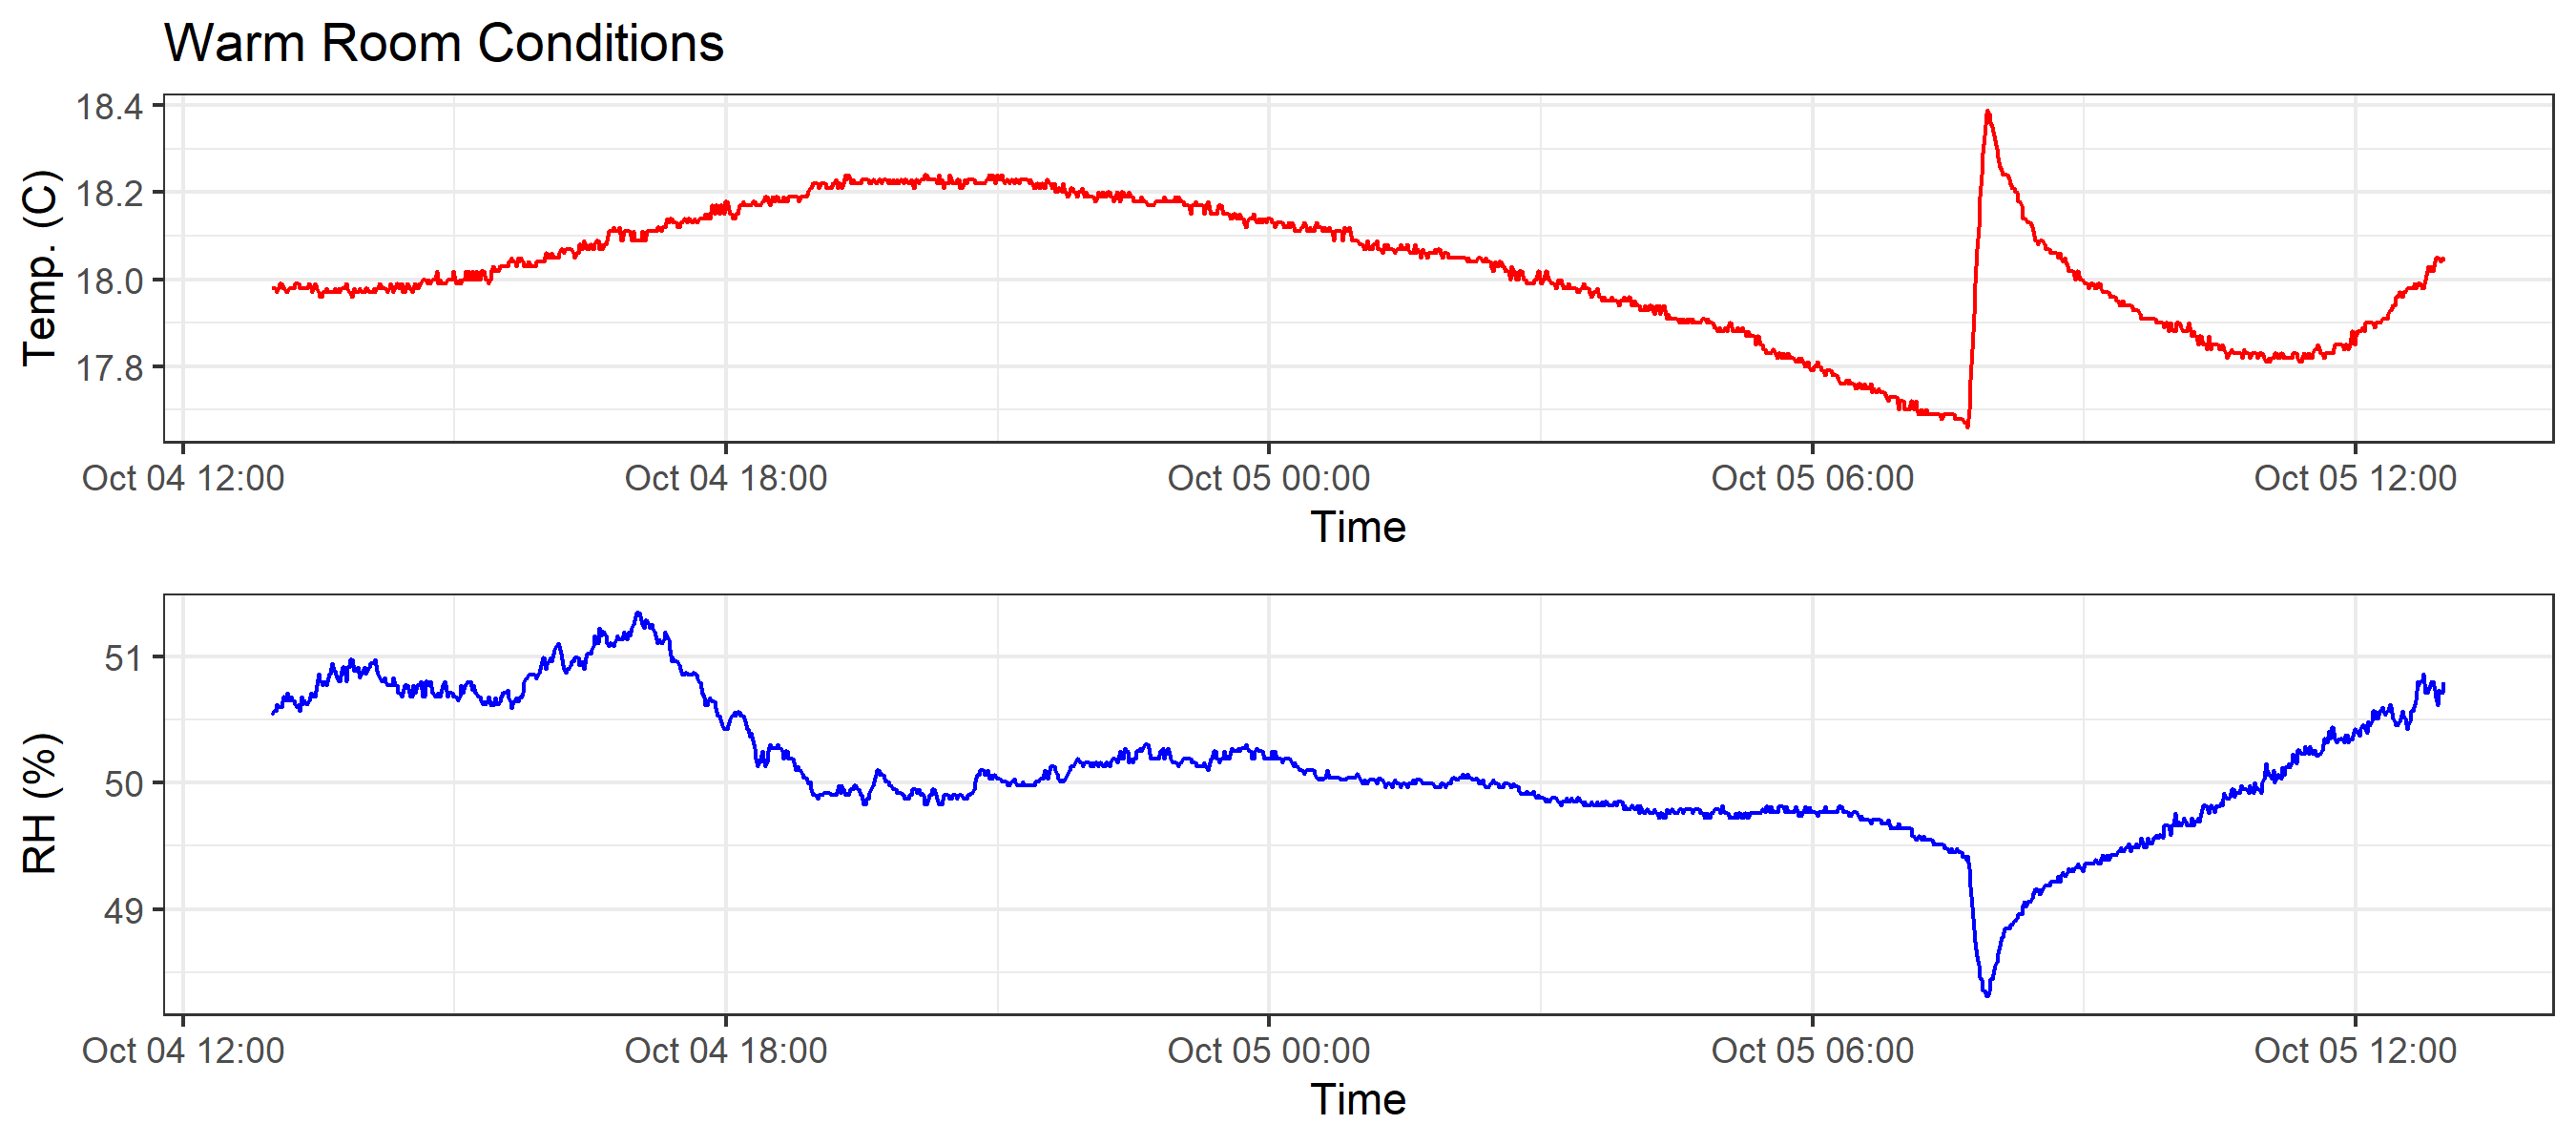 Warm Room Conditions
Temp. (C)
18.4
18.2
18.0
17.8
Oct 04 12:00 Oct 04 18:00 Oct 05 00:00 Oct 05 06:00 Oct 05 12:00
Time
RH (%)
51
50
49
Oct 04 12:00 Oct 04 18:00 Oct 05 00:00 Oct 05 06:00 Oct 05 12:00
Time